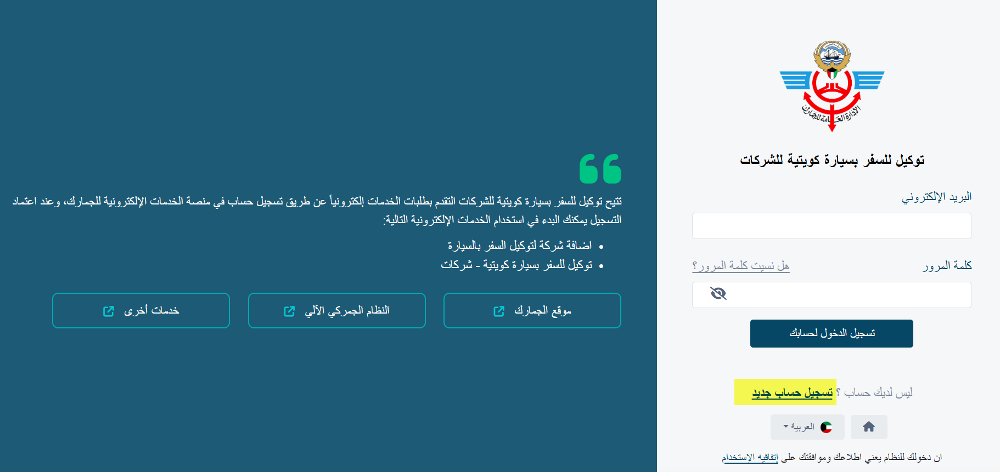 الإدارة العامة للجمارك
توكيل للسفر بسيارة كويتية للشركات
البريد الإلكتروني
كلمة المرور
هل نسيت كلمة المرور؟
تسجيل الدخول لحسابك
ليس لديك حساب ؟ تسجيل حساب جديد
العربية
ان دخولك للنظام يعني اطلاعك وموافقتك على إتفاقيه الإستخدام
تتيح توكيل للسفر بسيارة كويتية للشركات التقدم بطلبات الخدمات إلكترونياً عن طريق تسجيل حساب في منصة الخدمات الإلكترونية للجمارك، وعند اعتماد
التسجيل يمكنك البدء في استخدام الخدمات الإلكترونية التالية:
• اضافة شركة لتوكيل السفر بالسيارة
• توكيل للسفر بسيارة كويتية - شركات
موقع الجمارك
النظام الجمركي الآلي
خدمات أخرى